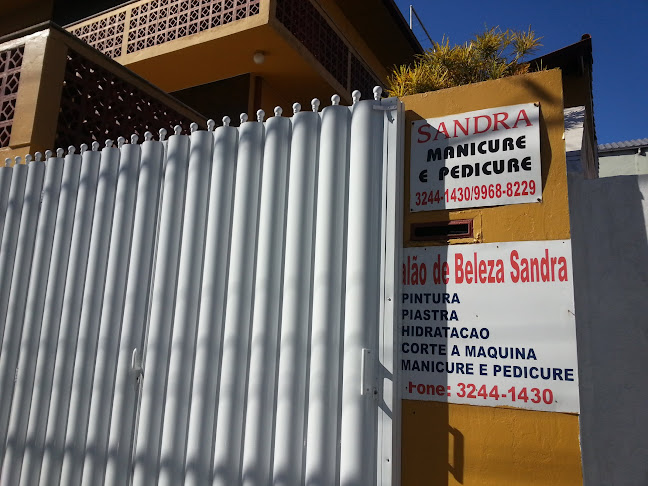 SANDRA
MANICURE
E PEDICURE
3244-1430/9968-8229
alão de Beleza Sandra
PINTURA
PIASTRA
HIDRATACAO
CORTE A MAQUINA
MANICURE E PEDICURE
Fone: 3244-1430